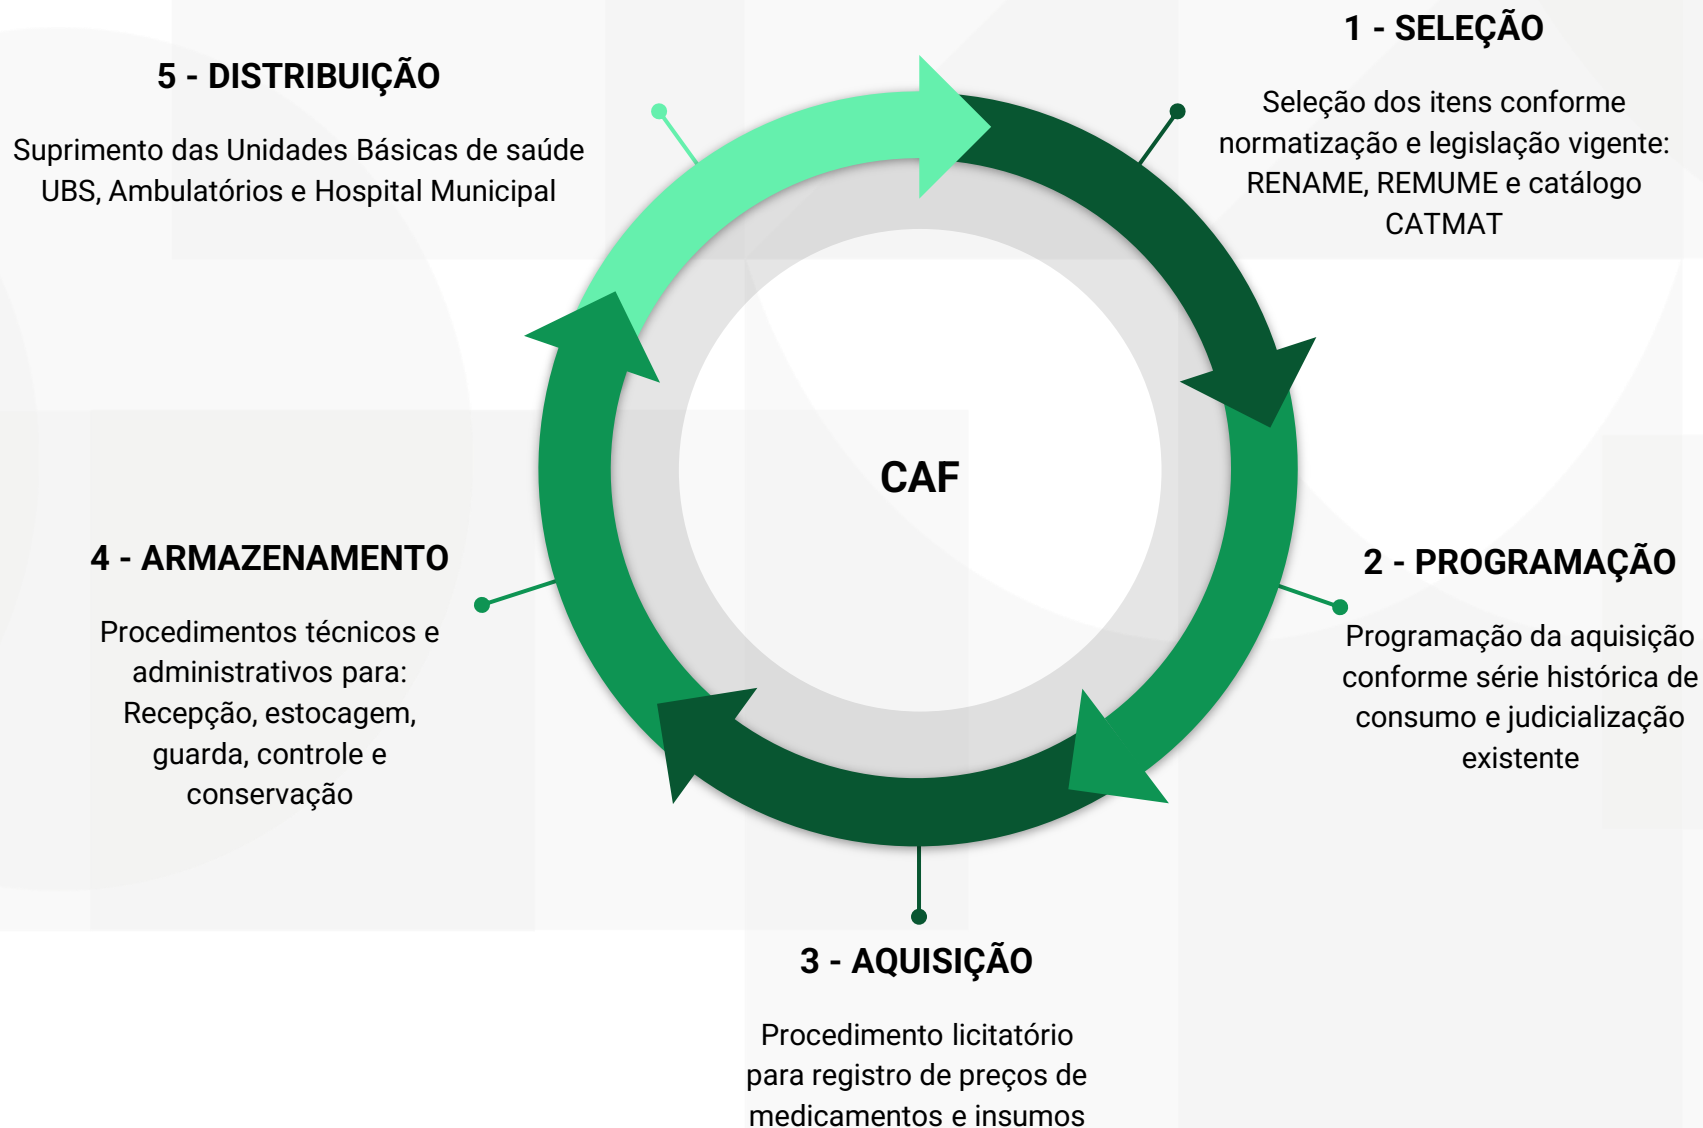 1 - SELEÇÃO
Seleção dos itens conforme
normatização e legislação vigente:
RENAME, REMUME e catálogo
CATMAT
2 - PROGRAMAÇÃO
Programação da aquisição
conforme série histórica de
consumo e judicialização
existente
3 - AQUISIÇÃO
Procedimento licitatório
para registro de preços de
medicamentos e insumos
4 - ARMAZENAMENTO
Procedimentos técnicos e
administrativos para:
Recepção, estocagem,
guarda, controle e
conservação
5 - DISTRIBUIÇÃO
Suprimento das Unidades Básicas de saúde
UBS, Ambulatórios e Hospital Municipal
CAF